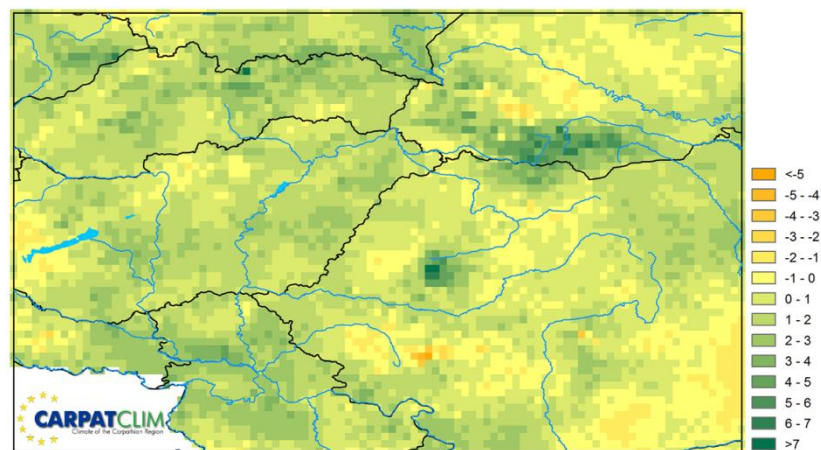 <-5
-5 - -4
-4 - -3
-3 - -2
-2 - -1
-1 - 0
0 - 1
1 - 2
2 - 3
3 - 4
4 - 5
5 - 6
6 - 7
>7
CARPATCLIM
Climate of the Carpathian Region